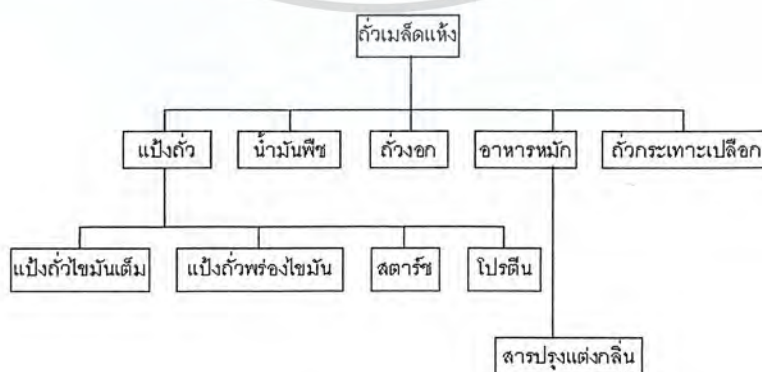 ถั่วเมล็ดแห้ง
แป้งถั่ว น้ำมันพืช ถั่วงอก อาหารหมัก ถั่วกระเทาะเปลือก
แป้งถั่วไขมันเต็ม แป้งถั่วพร่องไขมัน สตาร์ช โปรตีน
สารปรุงแต่งกลิ่น